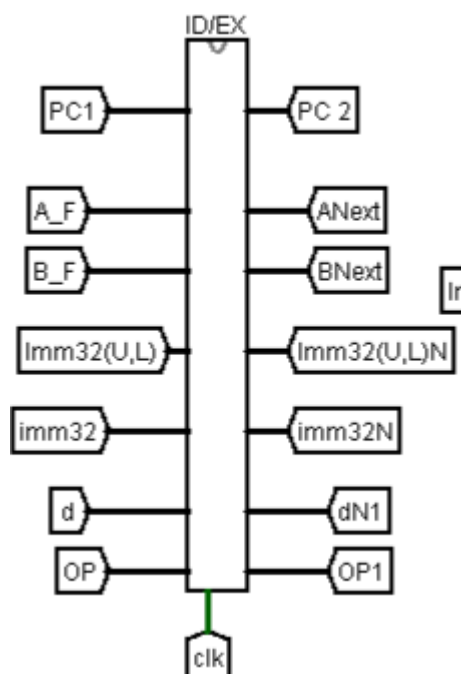 ID/EX
PC1
PC 2
A_F
ANext
B_F
BNext
Imm32(U,L)
Imm32(U,L)N
imm32
imm32N
d
dN1
OP
OP1
clk